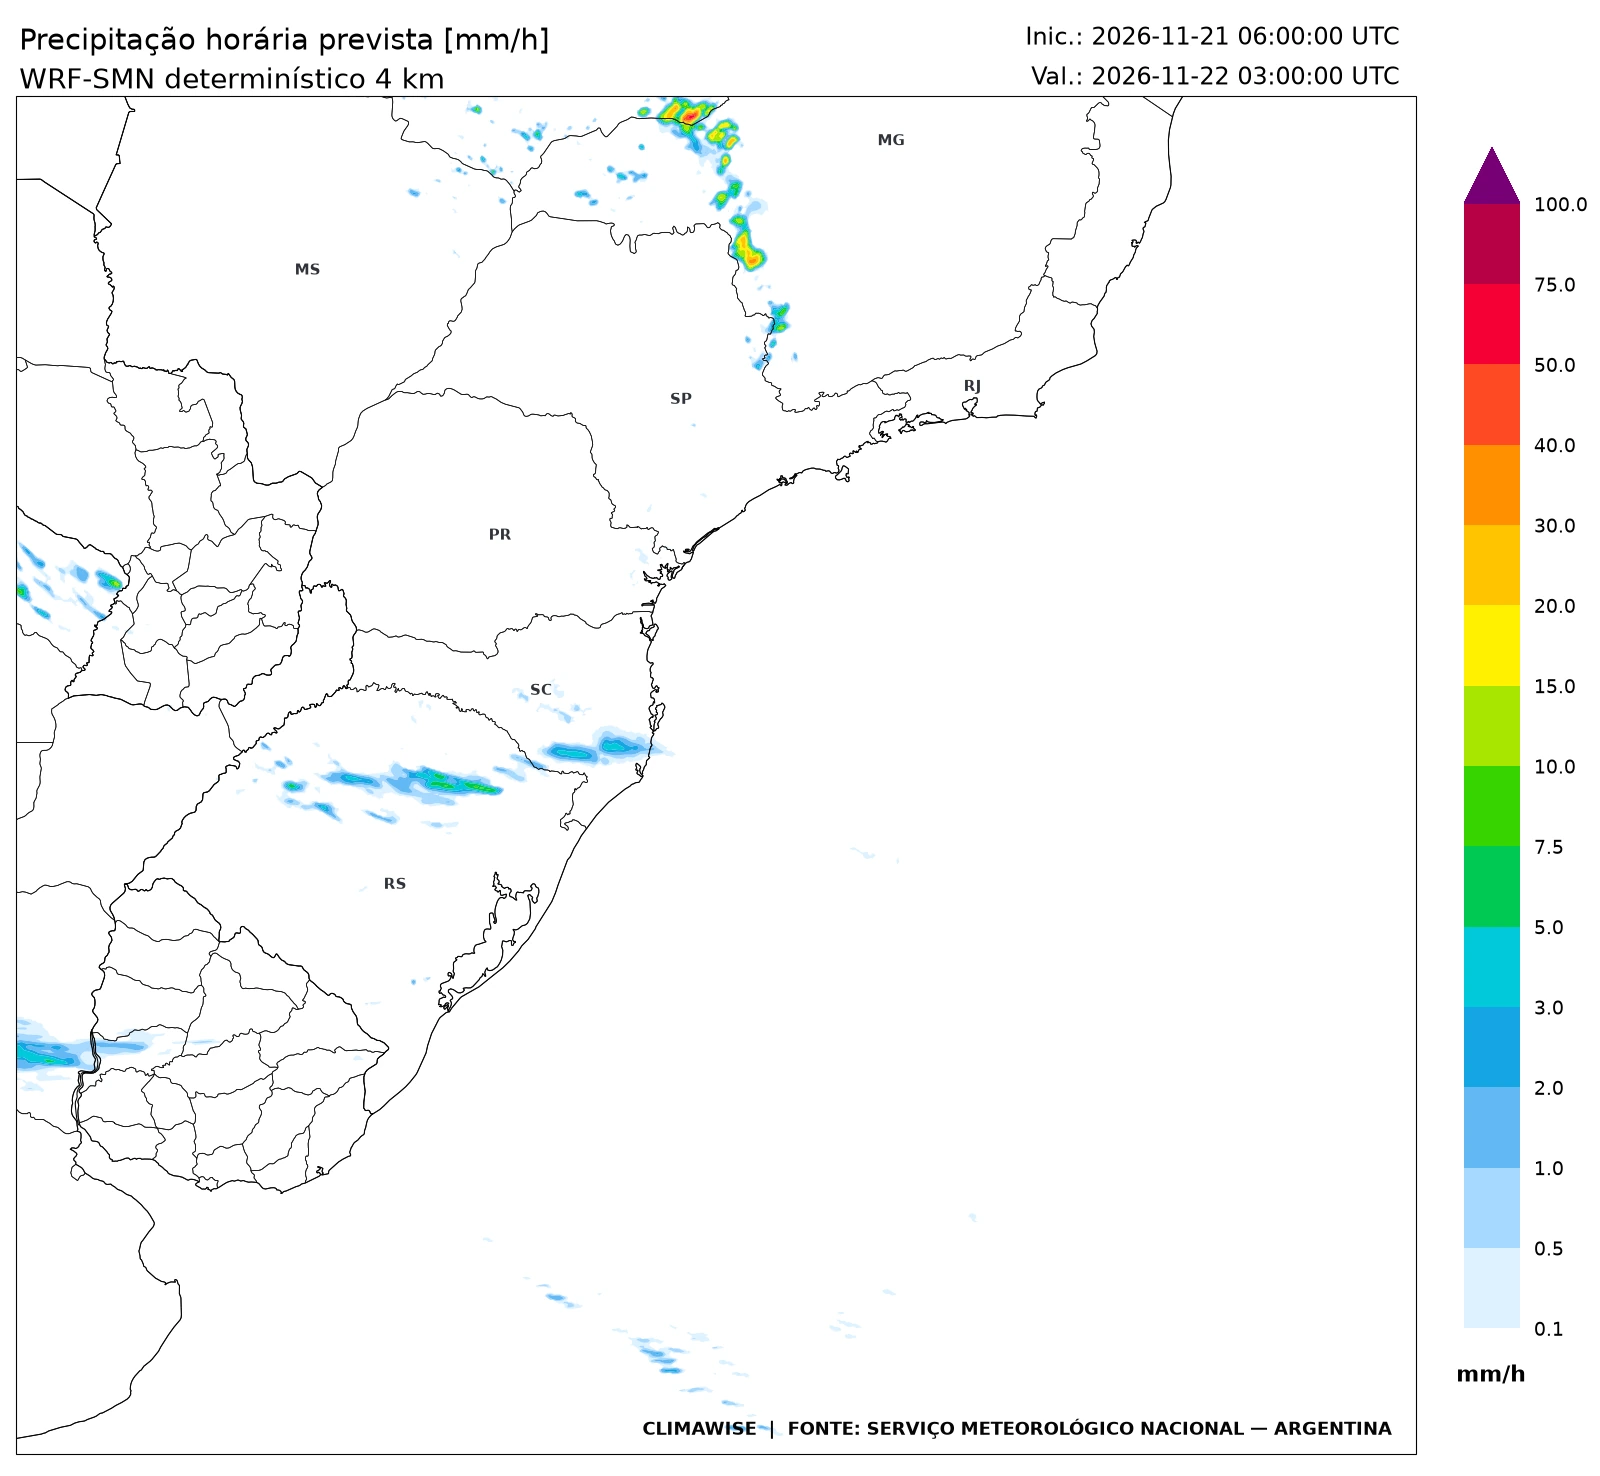 Precipitação horária prevista [mm/h]
WRF-SMN determinístico 4 km
Inic.: 2026-11-21 06:00:00 UTC
Val.: 2026-11-22 03:00:00 UTC
MG
MS
RJ
SP
PR
SC
RS
100.0
75.0
50.0
40.0
30.0
20.0
15.0
10.0
7.5
5.0
3.0
2.0
1.0
0.5
0.1
mm/h
CLIMAWISE | FONTE: SERVIÇO METEOROLÓGICO NACIONAL — ARGENTINA